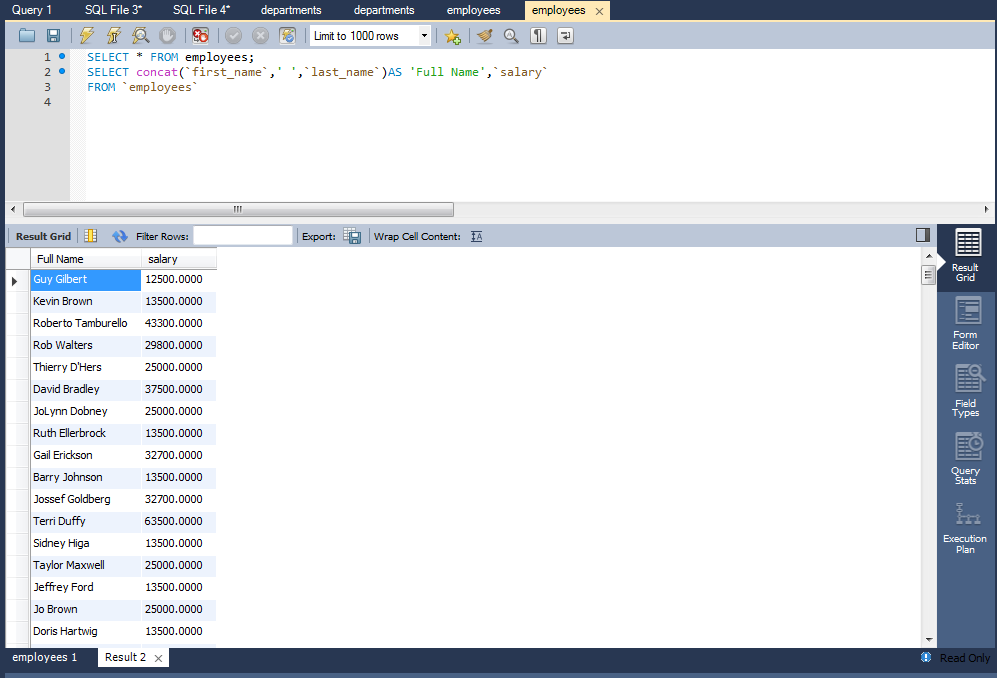 Query 1 SQL File 3* SQL File 4* departments departments employees employees
Limit to 1000 rows
1 SELECT * FROM employees;
2 SELECT concat(`first_name`,' ',`last_name`)AS 'Full Name',`salary`
3 FROM `employees`
4
Result Grid Filter Rows: Export: Wrap Cell Content: IA
Full Name salary
Guy Gilbert 12500.0000
Kevin Brown 13500.0000
Roberto Tamburello 43300.0000
Rob Walters 29800.0000
Thierry D'Hers 25000.0000
David Bradley 37500.0000
JoLynn Dobney 25000.0000
Ruth Ellerbrock 13500.0000
Gail Erickson 32700.0000
Barry Johnson 13500.0000
Jossef Goldberg 32700.0000
Terri Duffy 63500.0000
Sidney Higa 13500.0000
Taylor Maxwell 25000.0000
Jeffrey Ford 13500.0000
Jo Brown 25000.0000
Doris Hartwig 13500.0000
Result
Grid
Form
Editor
Field
Types
Query
Stats
Execution
Plan
employees 1 Result 2 Read Only